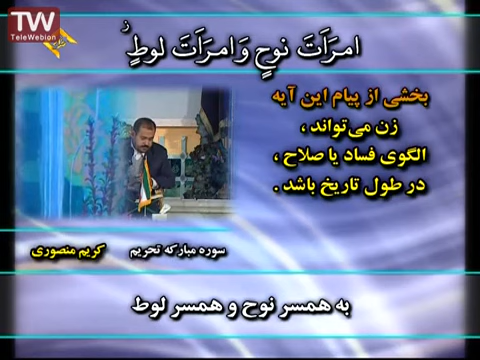 TW
TeleWebion
امرَاَتَ نوحٍ وَ امرَاَتَ لوطٍ ز
بخشی از پیام این آیه
زن می‌تواند ،
الگوی فساد یا صلاح ،
در طول تاریخ باشد .
سوره مبارکه تحریم
کریم منصوری
به همسر نوح و همسر لوط